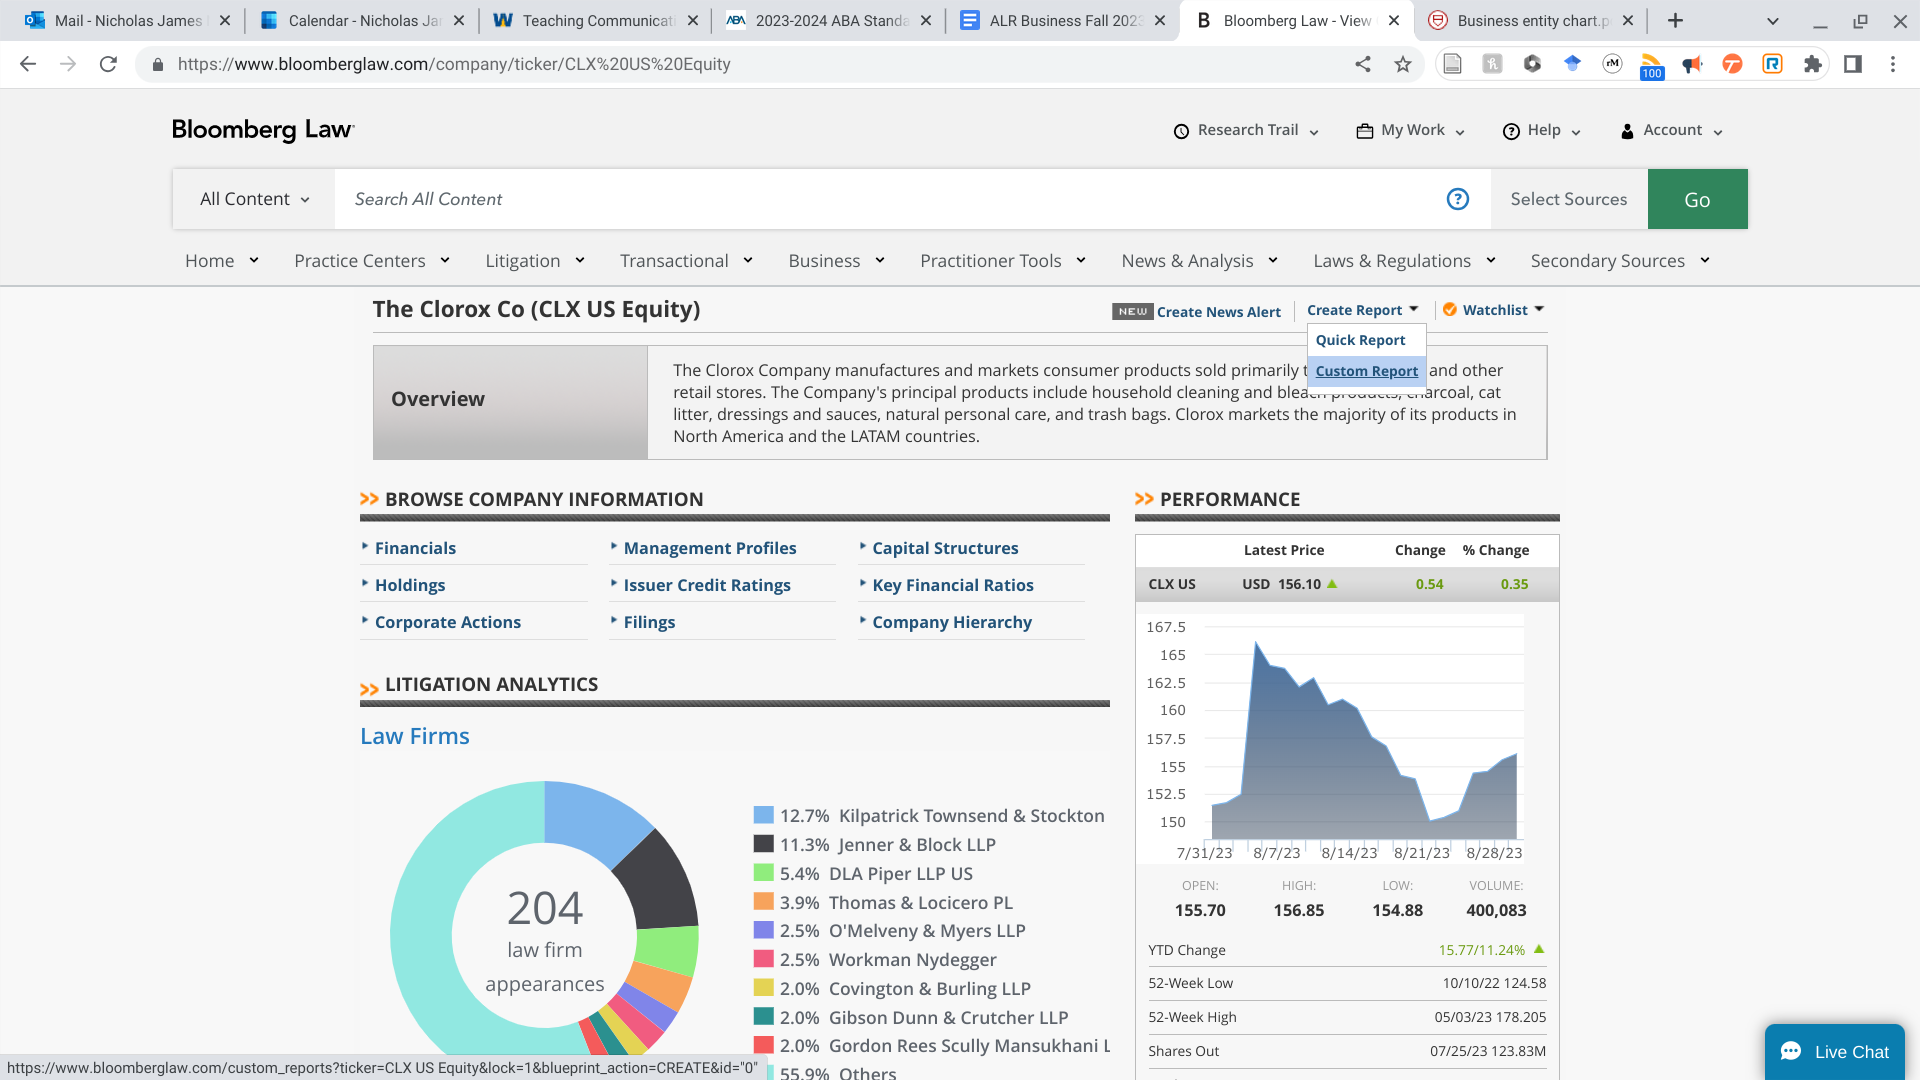 Mail - Nicholas James
Calendar - Nicholas Jar
Teaching Communicati
2023-2024 ABA Standa
ALR Business Fall 2023
Bloomberg Law - View
Business entity chart.p
https://www.bloomberglaw.com/company/ticker/CLX%20US%20Equity
100
Bloomberg Law
Research Trail
My Work
Help
Account
All Content
Search All Content
Select Sources
Go
Home
Practice Centers
Litigation
Transactional
Business
Practitioner Tools
News & Analysis
Laws & Regulations
Secondary Sources
The Clorox Co (CLX US Equity)
NEW Create News Alert
Create Report
Watchlist
Quick Report
Custom Report
Overview
The Clorox Company manufactures and markets consumer products sold primarily and other
retail stores. The Company's principal products include household cleaning and bleach products, charcoal, cat
litter, dressings and sauces, natural personal care, and trash bags. Clorox markets the majority of its products in
North America and the LATAM countries.
BROWSE COMPANY INFORMATION
Financials
Management Profiles
Capital Structures
Holdings
Issuer Credit Ratings
Key Financial Ratios
Corporate Actions
Filings
Company Hierarchy
LITIGATION ANALYTICS
Law Firms
204
law firm
appearances
12.7% Kilpatrick Townsend & Stockton
11.3% Jenner & Block LLP
5.4% DLA Piper LLP US
3.9% Thomas & Locicero PL
2.5% O'Melveny & Myers LLP
2.5% Workman Nydegger
2.0% Covington & Burling LLP
2.0% Gibson Dunn & Crutcher LLP
2.0% Gordon Rees Scully Mansukhani L
55.9% Others
PERFORMANCE
Latest Price Change % Change
CLX US USD 156.10 0.54 0.35
167.5
165
162.5
160
157.5
155
152.5
150
7/31/23 8/7/23 8/14/23 8/21/23 8/28/23
OPEN: HIGH: LOW: VOLUME:
155.70 156.85 154.88 400,083
YTD Change 15.77/11.24%
52-Week Low 10/10/22 124.58
52-Week High 05/03/23 178.205
Shares Out 07/25/23 123.83M
Live Chat
https://www.bloomberglaw.com/custom_reports?ticker=CLX US Equity&lock=1&blueprint_action=CREATE&id="0"